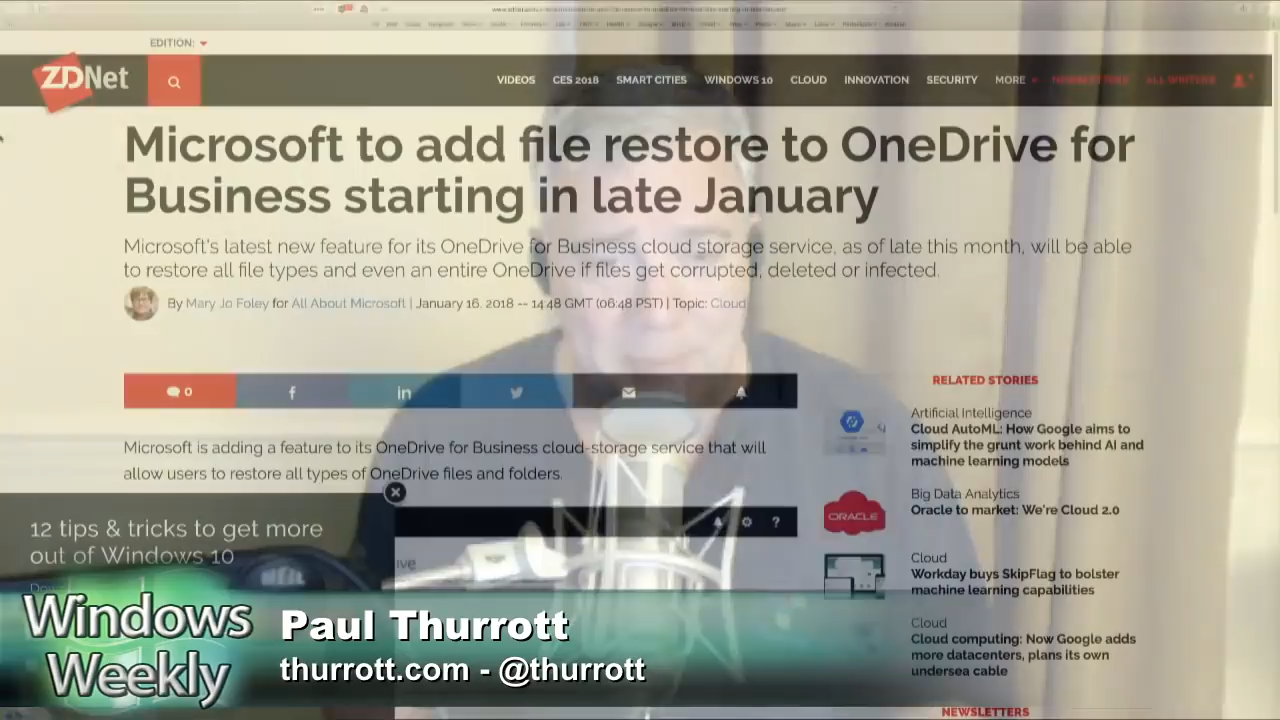 EDITION:
ZDNet
VIDEOS CES 2018 SMART CITIES WINDOWS 10 CLOUD INNOVATION SECURITY MORE NEWSLETTERS ALL WRITERS
Microsoft to add file restore to OneDrive for
Business starting in late January
Microsoft's latest new feature for its OneDrive for Business cloud storage service, as of late this month, will be able
to restore all file types and even an entire OneDrive if files get corrupted, deleted or infected.
By Mary Jo Foley for All About Microsoft | January 16, 2018 -- 14:48 GMT (06:48 PST) | Topic: Cloud
0
f
in
Microsoft is adding a feature to its OneDrive for Business cloud-storage service that will
allow users to restore all types of OneDrive files and folders.
?
ive
RELATED STORIES
Artificial Intelligence
Cloud AutoML: How Google aims to
simplify the grunt work behind AI and
machine learning models
Big Data Analytics
Oracle to market: We're Cloud 2.0
ORACLE
Cloud
Workday buys SkipFlag to bolster
machine learning capabilities
Cloud
Cloud computing: Now Google adds
more datacenters, plans its own
undersea cable
NEWSLETTERS
12 tips & tricks to get more
out of Windows 10
HEIL
Windows
Weekly
Paul Thurrott
thurrott.com - @thurrott